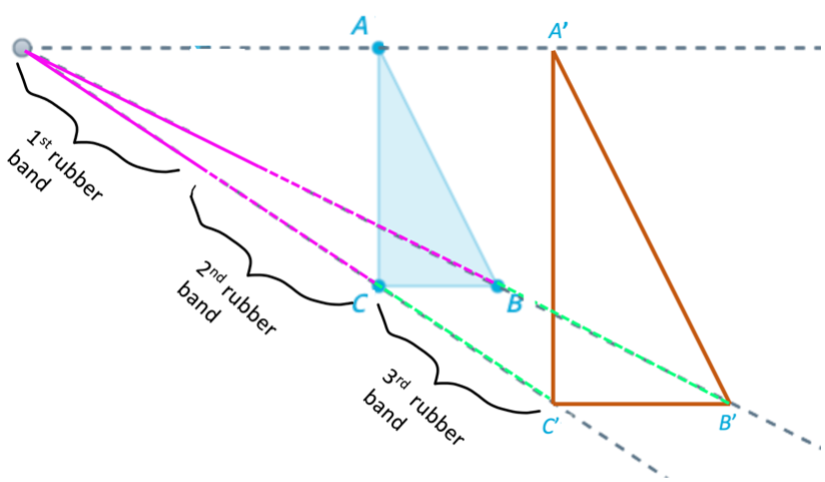 A
A'
1st rubber
band
2nd rubber
band
C
B
3rd rubber
band
C'
B'